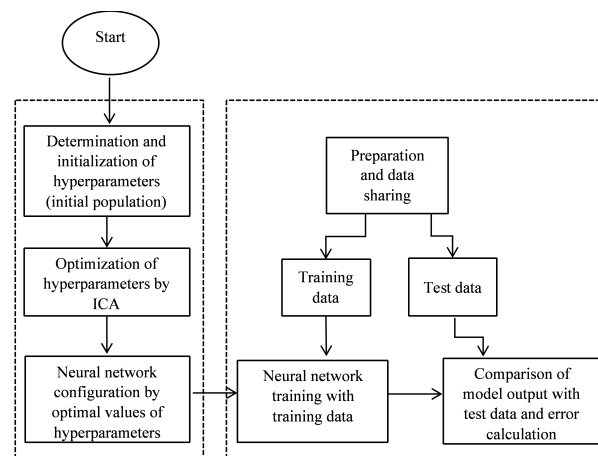 Start
Determination and
initialization of
hyperparameters
(initial population)
Optimization of
hyperparameters by
ICA
Neural network
configuration by
optimal values of
hyperparameters
Preparation
and data
sharing
Training
data
Test data
Neural network
training with
training data
Comparison of
model output with
test data and error
calculation